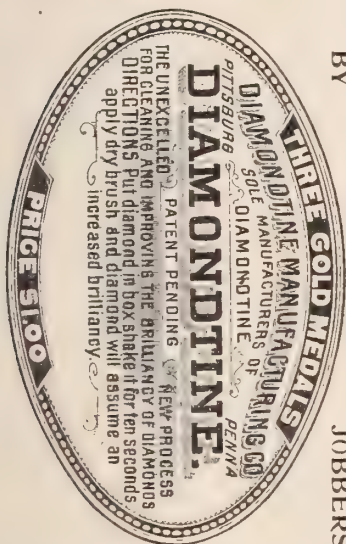 BY JOBBERS
THREE GOLD MEDALS
DIAMONDTINE MANUFACTURING CO
SOLE MANUFACTURERS OF
PITTSBURG DIAMONDTINE PENNA
DIAMONDTINE.
THE UNEXCELLED PATENT PENDING NEW PROCESS
FOR CLEANING AND IMPROVING THE BRILLIANCY OF DIAMONDS
DIRECTIONS Put diamond in box shake it for ten seconds
apply dry brush and diamond will assume an
increased brilliancy.
PRICE $1.00